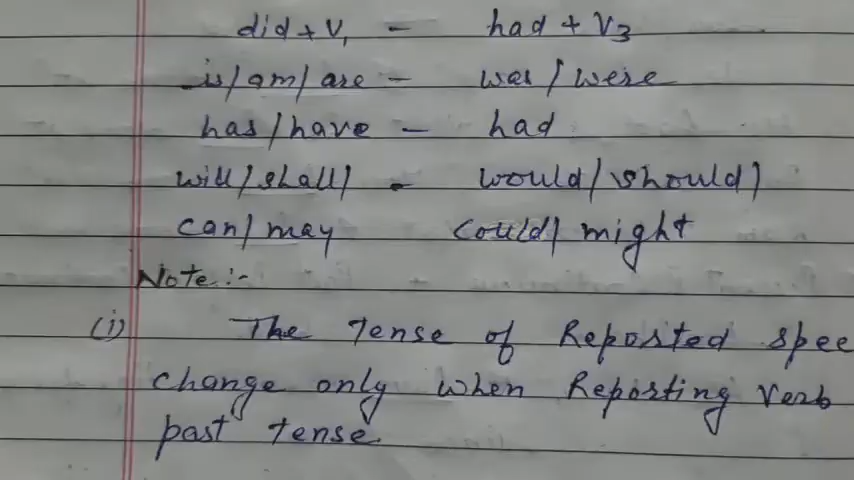 did + V1 - had + V3
is/am/are - was/were
has/have - had
will/shall/ - would/should/
can/may could/might
Note :-
(i) The Tense of Reported spee
change only when Reporting Verb
past tense